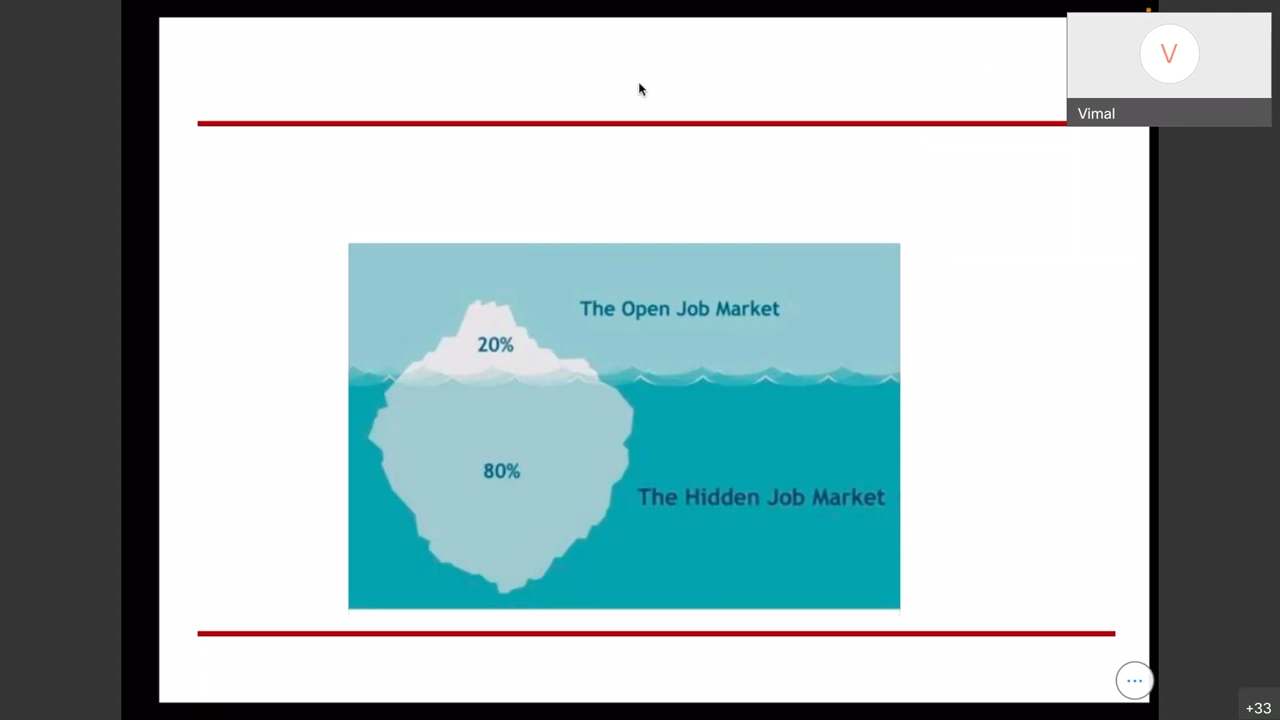 V
Vimal
The Open Job Market
20%
80%
The Hidden Job Market
+33